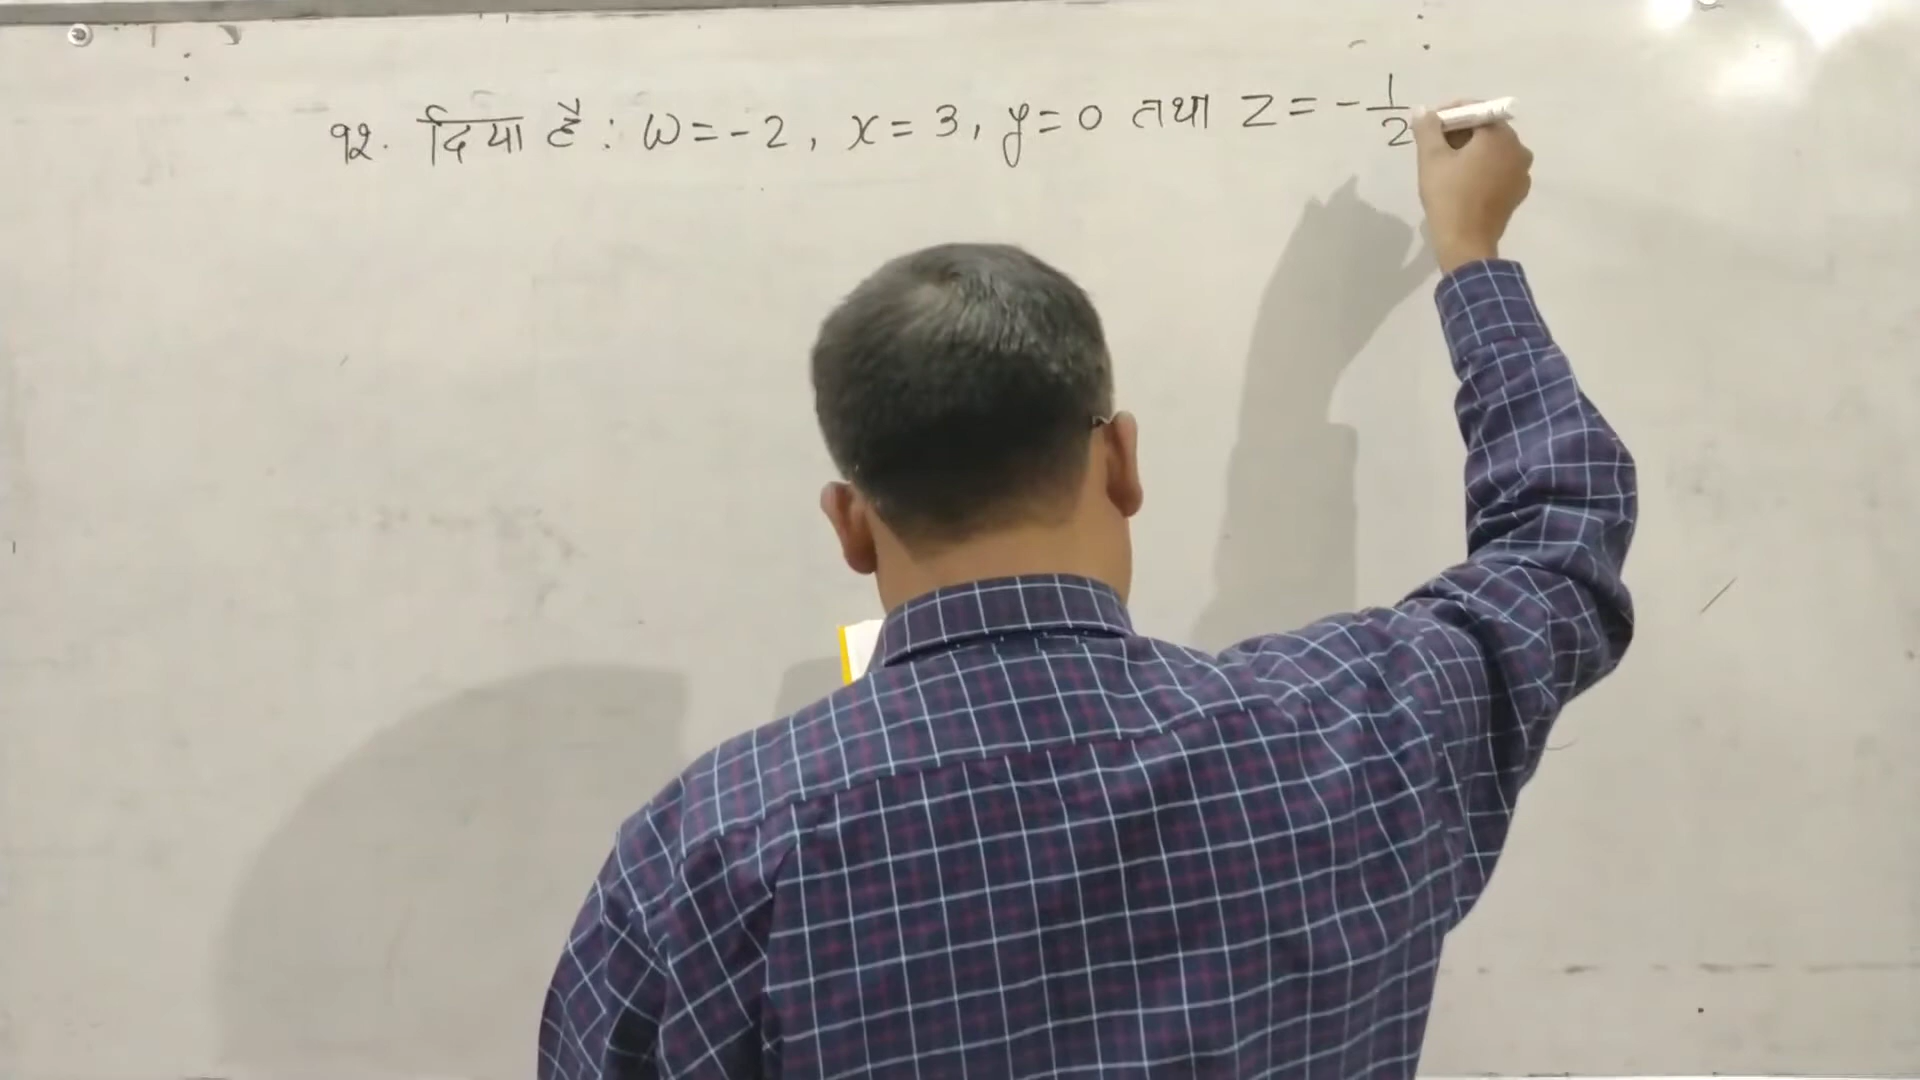 १२. दिया है : w = -2, x = 3, y = 0 तथा z = -1/2